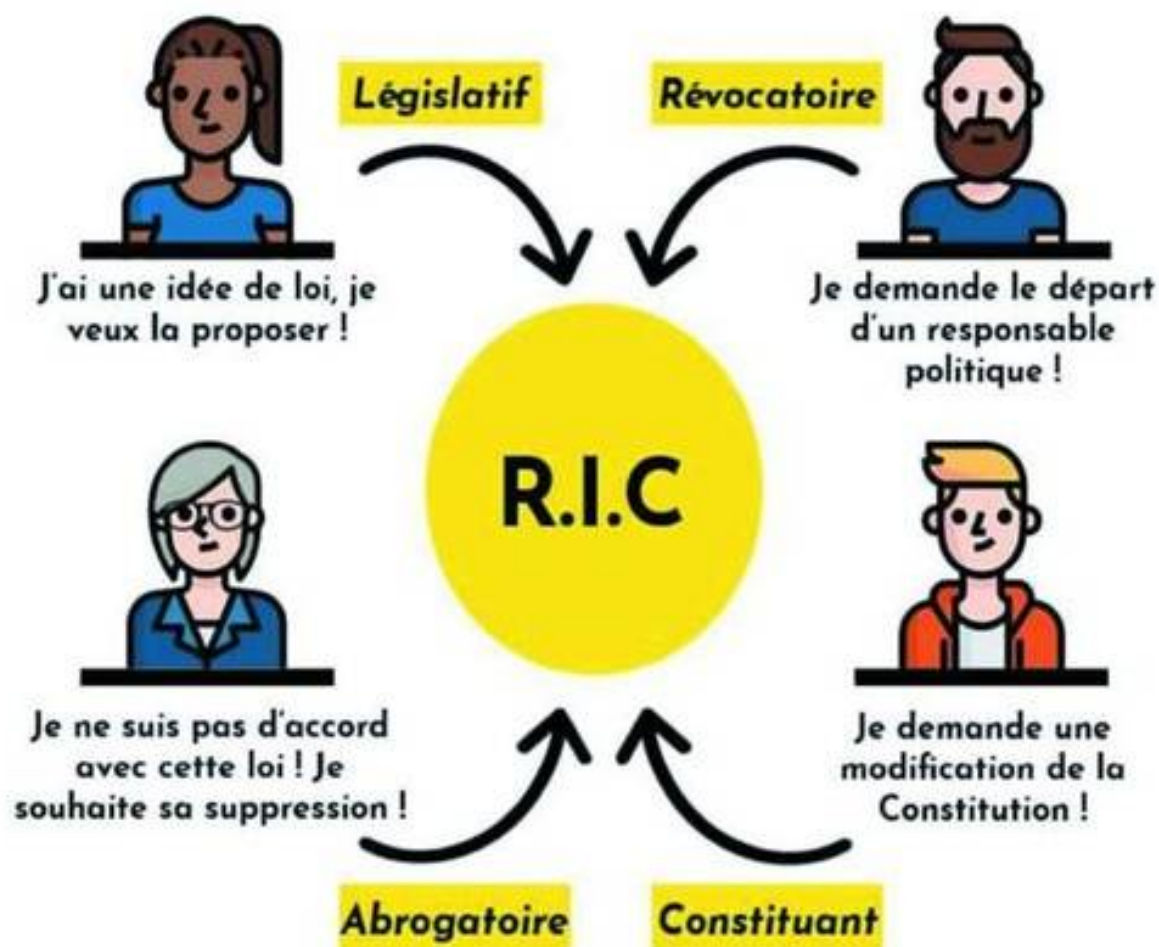 Législatif
Révocatoire
J'ai une idée de loi, je
veux la proposer !
Je demande le départ
d'un responsable
politique !
R.I.C
Je ne suis pas d'accord
avec cette loi ! Je
souhaite sa suppression !
Je demande une
modification de la
Constitution !
Abrogatoire
Constituant